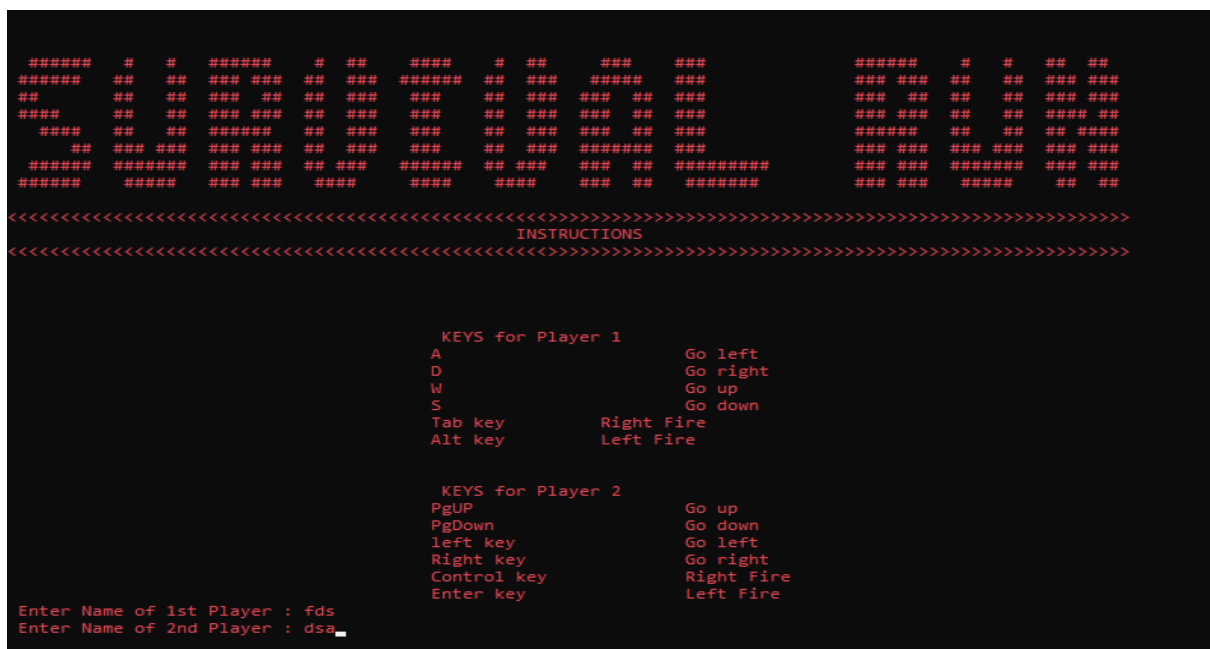 SURVIVAL RUN
<<<<<<<<<<<<<<<<<<<<<<<<<<<<<<<<<<<<<<<<<<<<<<<<<<<<>>>>>>>>>>>>>>>>>>>>>>>>>>>>>>>>>>>>>>>>>>>>>>>>>>>>>>>
INSTRUCTIONS
<<<<<<<<<<<<<<<<<<<<<<<<<<<<<<<<<<<<<<<<<<<<<<<<<<<<>>>>>>>>>>>>>>>>>>>>>>>>>>>>>>>>>>>>>>>>>>>>>>>>>>>>>>>
KEYS for Player 1
A Go left
D Go right
W Go up
S Go down
Tab key Right Fire
Alt key Left Fire
KEYS for Player 2
PgUP Go up
PgDown Go down
left key Go left
Right key Go right
Control key Right Fire
Enter key Left Fire
Enter Name of 1st Player : fds
Enter Name of 2nd Player : dsa